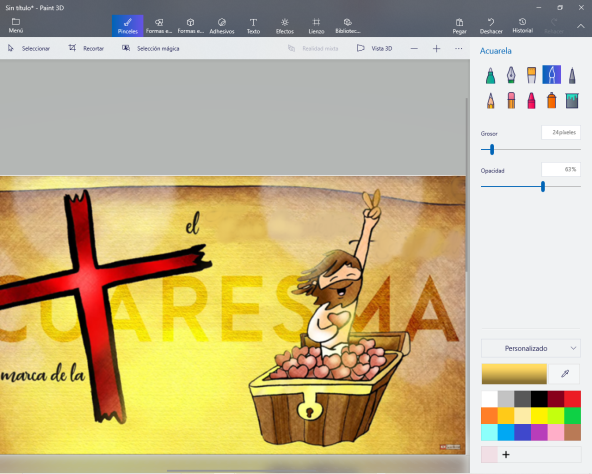 Sin título* - Paint 3D
Menú
Pinceles
Formas e...
Formas e...
Adhesivos
Texto
Efectos
Lienzo
Bibliotec...
Pegar
Deshacer
Historial
Seleccionar
Recortar
Selección mágica
Realidad mixta
Vista 3D
Acuarela
Grosor
24píxeles
Opacidad
63%
el
CUARESMA
marca de la
Personalizado